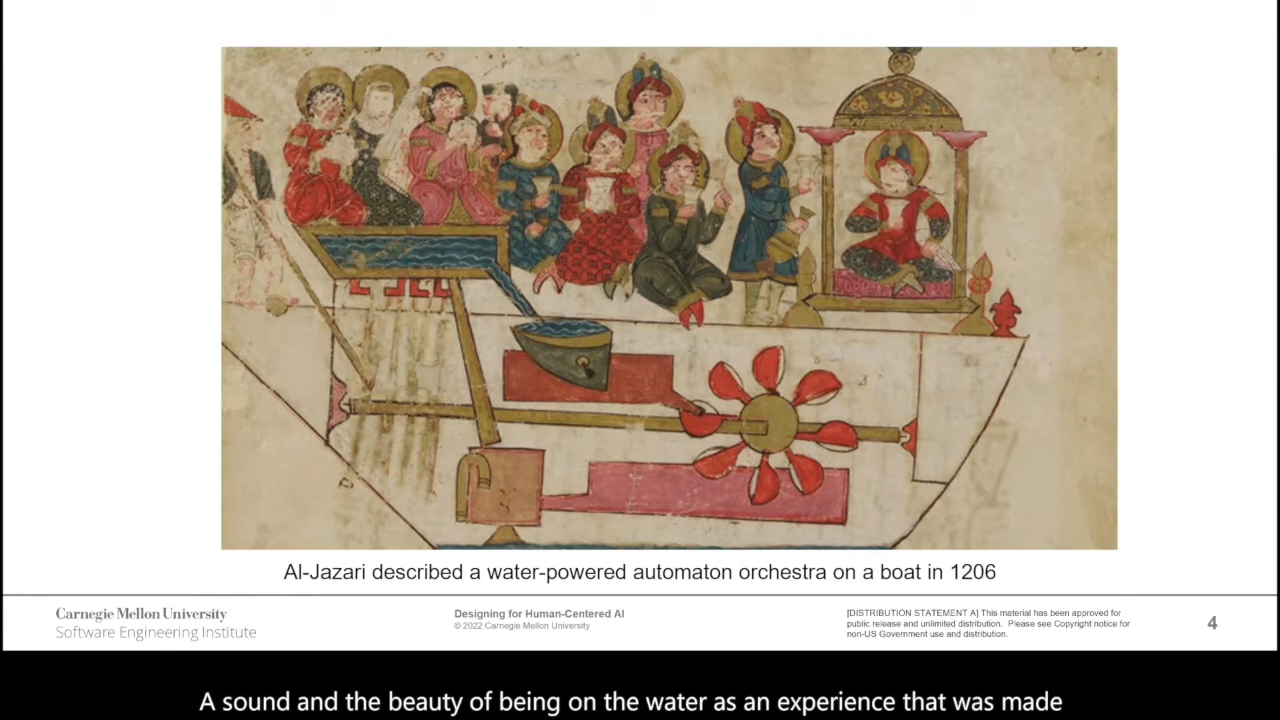 Al-Jazari described a water-powered automaton orchestra on a boat in 1206
Carnegie Mellon University
Software Engineering Institute
Designing for Human-Centered AI
© 2022 Carnegie Mellon University
[DISTRIBUTION STATEMENT A] This material has been approved for
public release and unlimited distribution. Please see Copyright notice for
non-US Government use and distribution.
4
A sound and the beauty of being on the water as an experience that was made